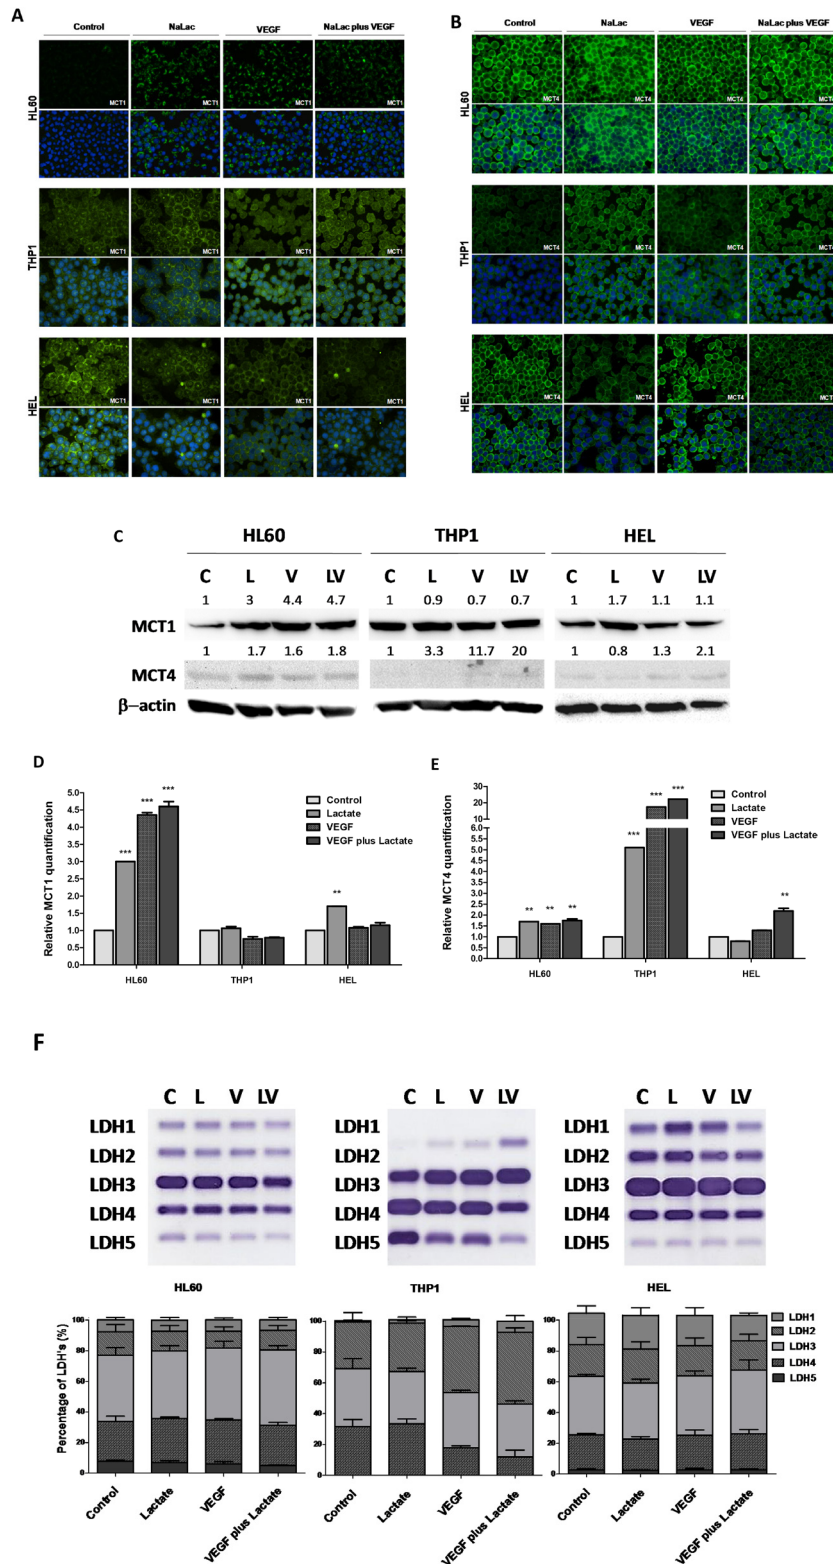 A
Control NaLac VEGF NaLac plus VEGF
HL60
MCT1 MCT1 MCT1 MCT1
THP1
MCT1 MCT1 MCT1 MCT1
HEL
MCT1 MCT1 MCT1 MCT1
B
Control NaLac VEGF NaLac plus VEGF
HL60
MCT4 MCT4 MCT4 MCT4
THP1
MCT4 MCT4 MCT4 MCT4
HEL
MCT4 MCT4 MCT4 MCT4
C
HL60 THP1 HEL
C L V LV C L V LV C L V LV
1 3 4.4 4.7 1 0.9 0.7 0.7 1 1.7 1.1 1.1
MCT1
1 1.7 1.6 1.8 1 3.3 11.7 20 1 0.8 1.3 2.1
MCT4
β–actin
D
Relative MCT1 quantification
5.0
4.5
4.0
3.5
3.0
2.5
2.0
1.5
1.0
0.5
0.0
*** *** *** **
Control
Lactate
VEGF
VEGF plus Lactate
HL60 THP1 HEL
E
Relative MCT4 quantification
30
20
10
6.0
5.5
5.0
4.5
4.0
3.5
3.0
2.5
2.0
1.5
1.0
0.5
0.0
** ** ** *** *** *** **
Control
Lactate
VEGF
VEGF plus Lactate
HL60 THP1 HEL
F
C L V LV C L V LV C L V LV
LDH1 LDH1 LDH1
LDH2 LDH2 LDH2
LDH3 LDH3 LDH3
LDH4 LDH4 LDH4
LDH5 LDH5 LDH5
HL60 THP1 HEL
Percentage of LDH's (%)
100
80
60
40
20
0
100
80
60
40
20
0
100
80
60
40
20
0
LDH1
LDH2
LDH3
LDH4
LDH5
Control Lactate VEGF VEGF plus Lactate
Control Lactate VEGF VEGF plus Lactate
Control Lactate VEGF VEGF plus Lactate